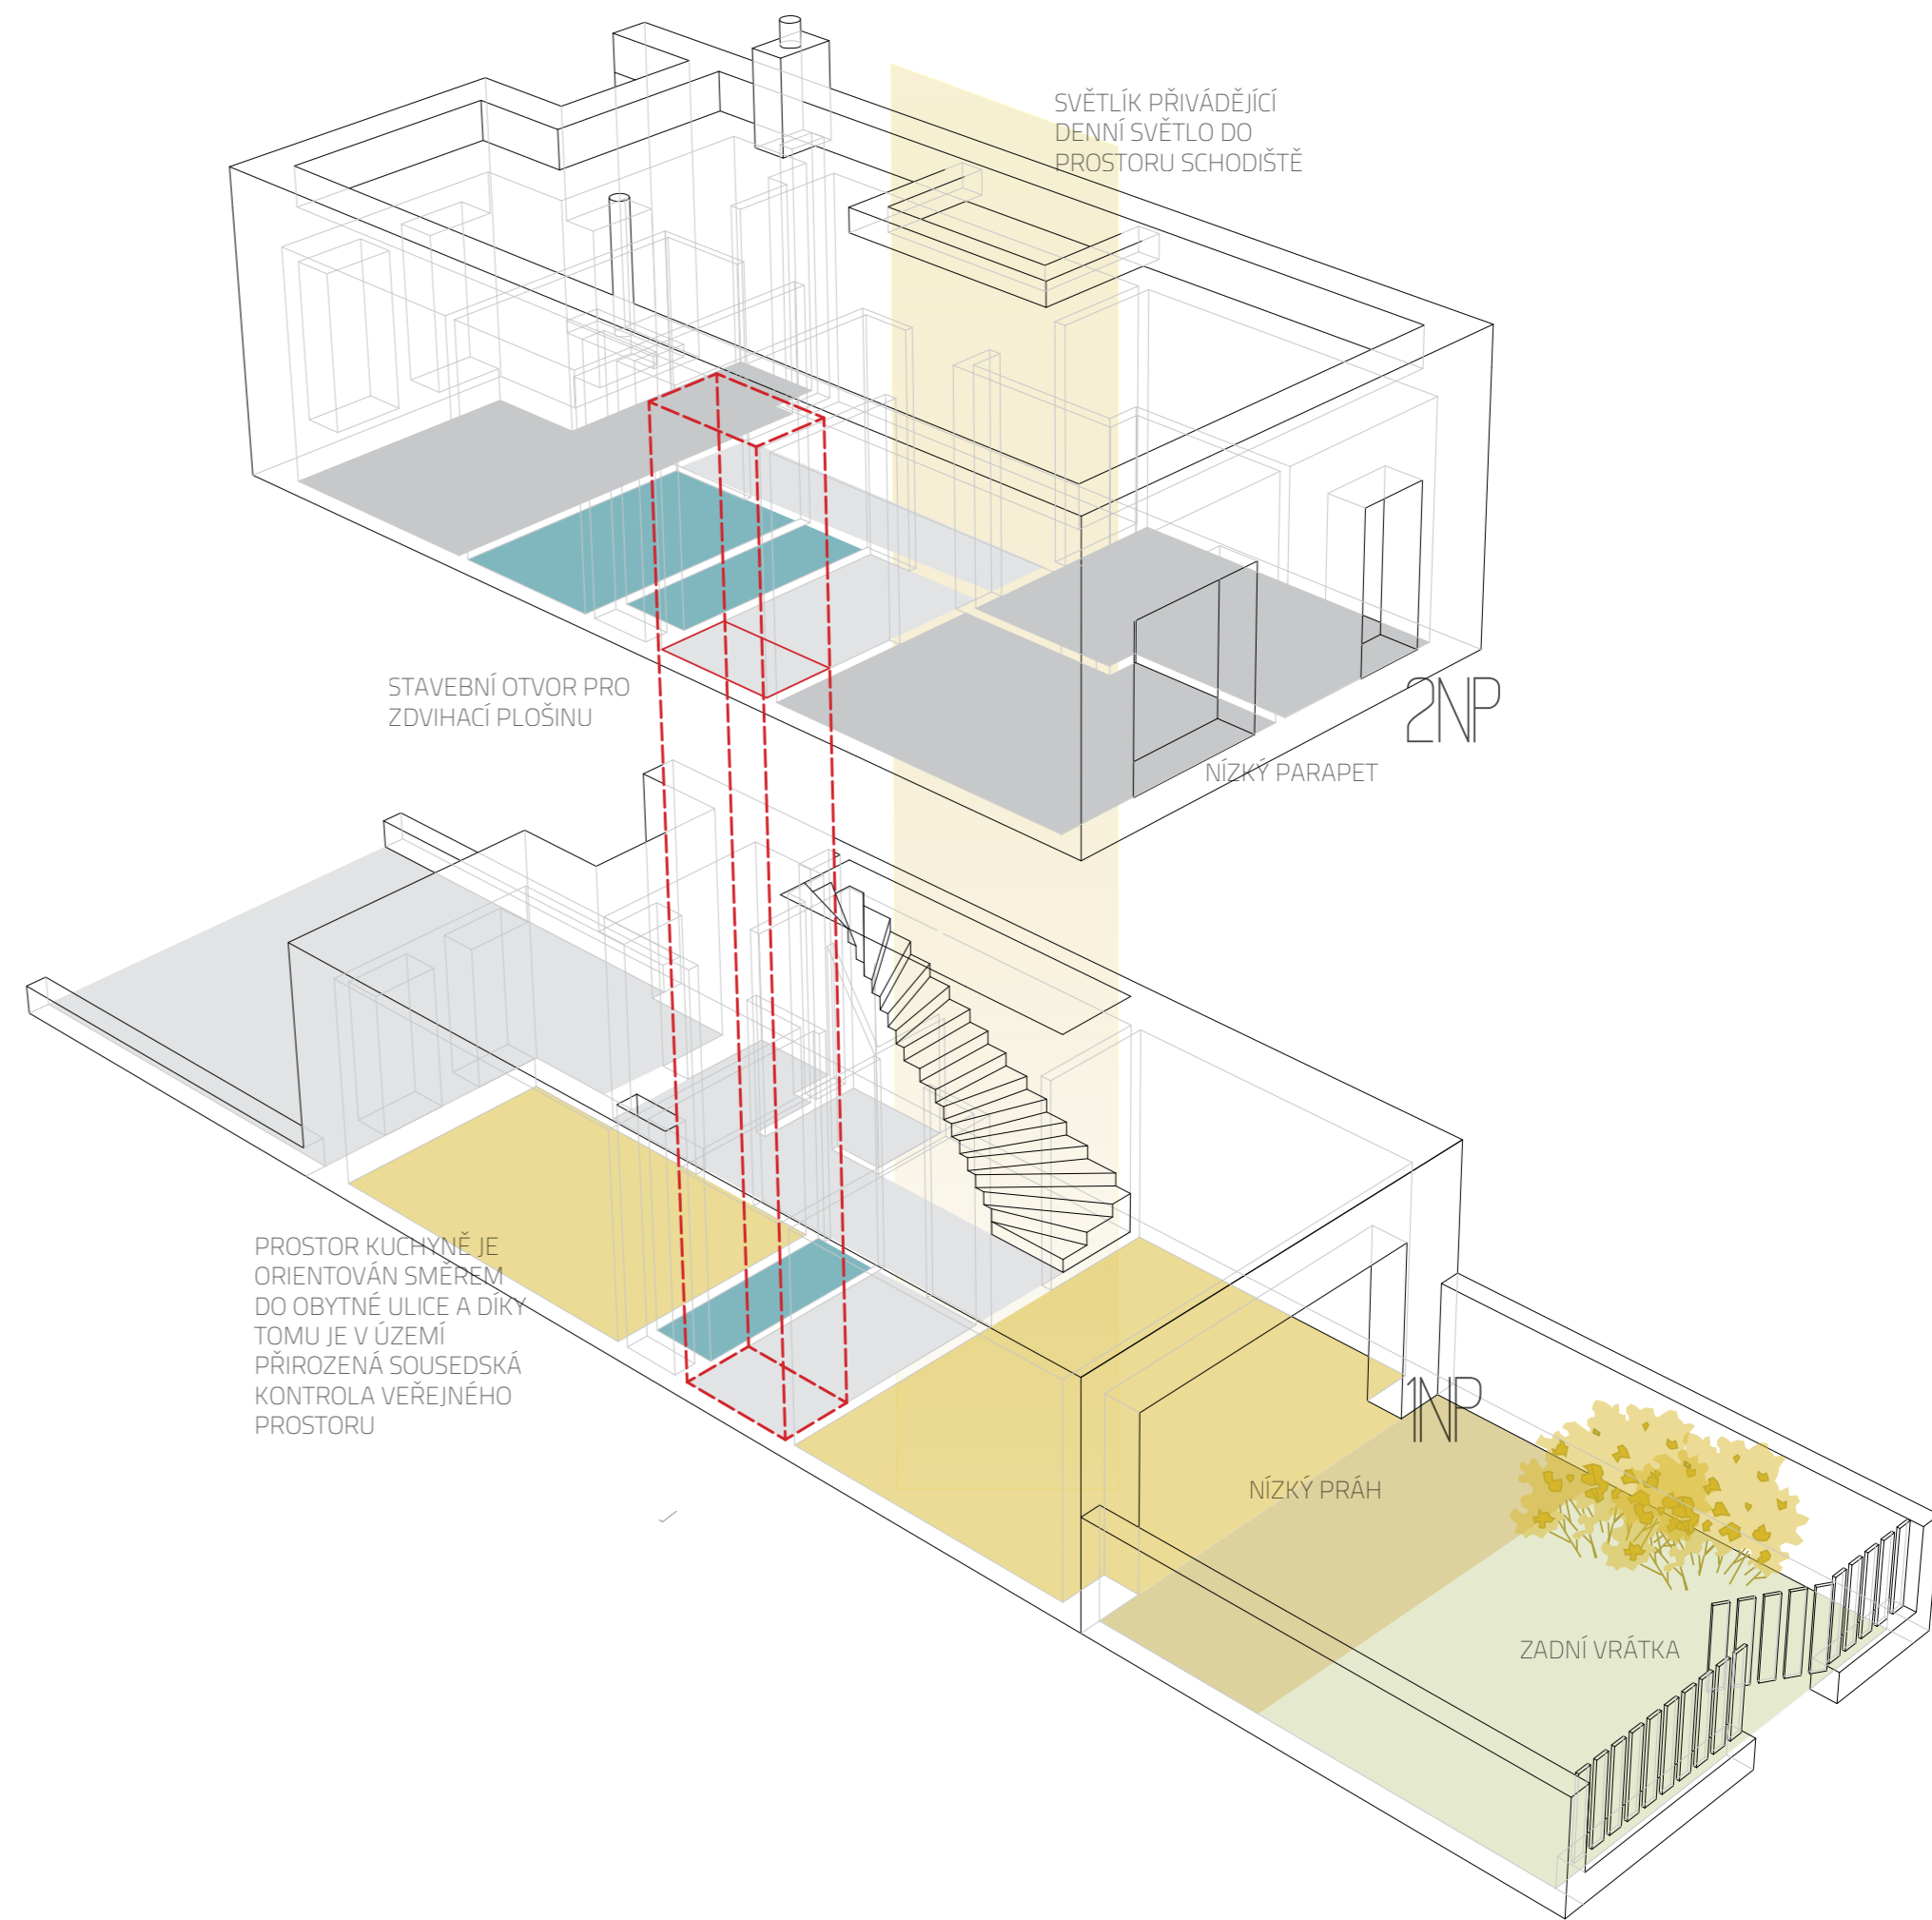 SVĚTLÍK PŘIVÁDĚJÍCÍ
DENNÍ SVĚTLO DO
PROSTORU SCHODIŠTĚ
STAVEBNÍ OTVOR PRO
ZDVIHACÍ PLOŠINU
2NP
NÍZKÝ PARAPET
PROSTOR KUCHYNĚ JE
ORIENTOVÁN SMĚREM
DO OBYTNÉ ULICE A DÍKY
TOMU JE V ÚZEMÍ
PŘIROZENÁ SOUSEDSKÁ
KONTROLA VEŘEJNÉHO
PROSTORU
1NP
NÍZKÝ PRÁH
ZADNÍ VRÁTKA